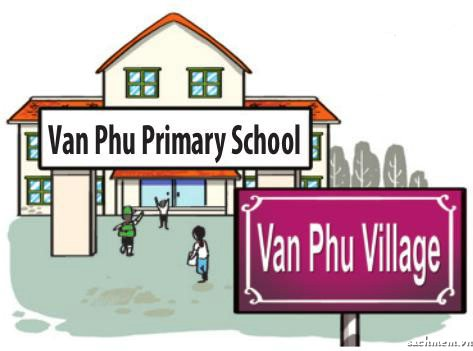 Van Phu Primary School
Van Phu Village
sachmem.vn